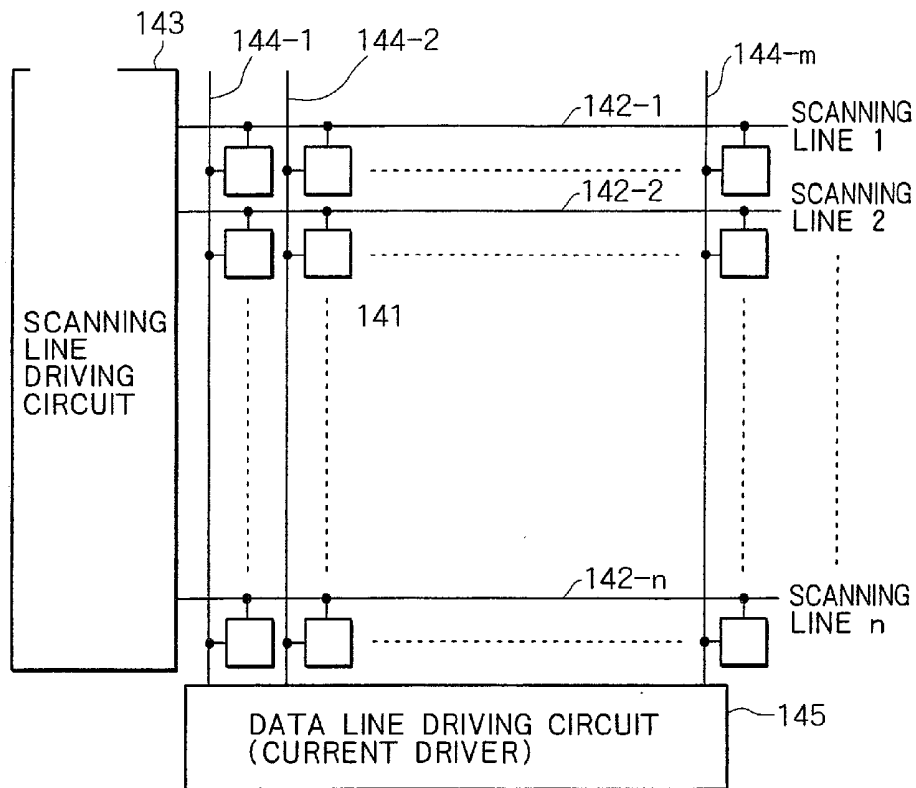 143
144-1
144-2
144-m
142-1
SCANNING
LINE 1
142-2
SCANNING
LINE 2
141
SCANNING
LINE
DRIVING
CIRCUIT
142-n
SCANNING
LINE n
DATA LINE DRIVING CIRCUIT
(CURRENT DRIVER)
145